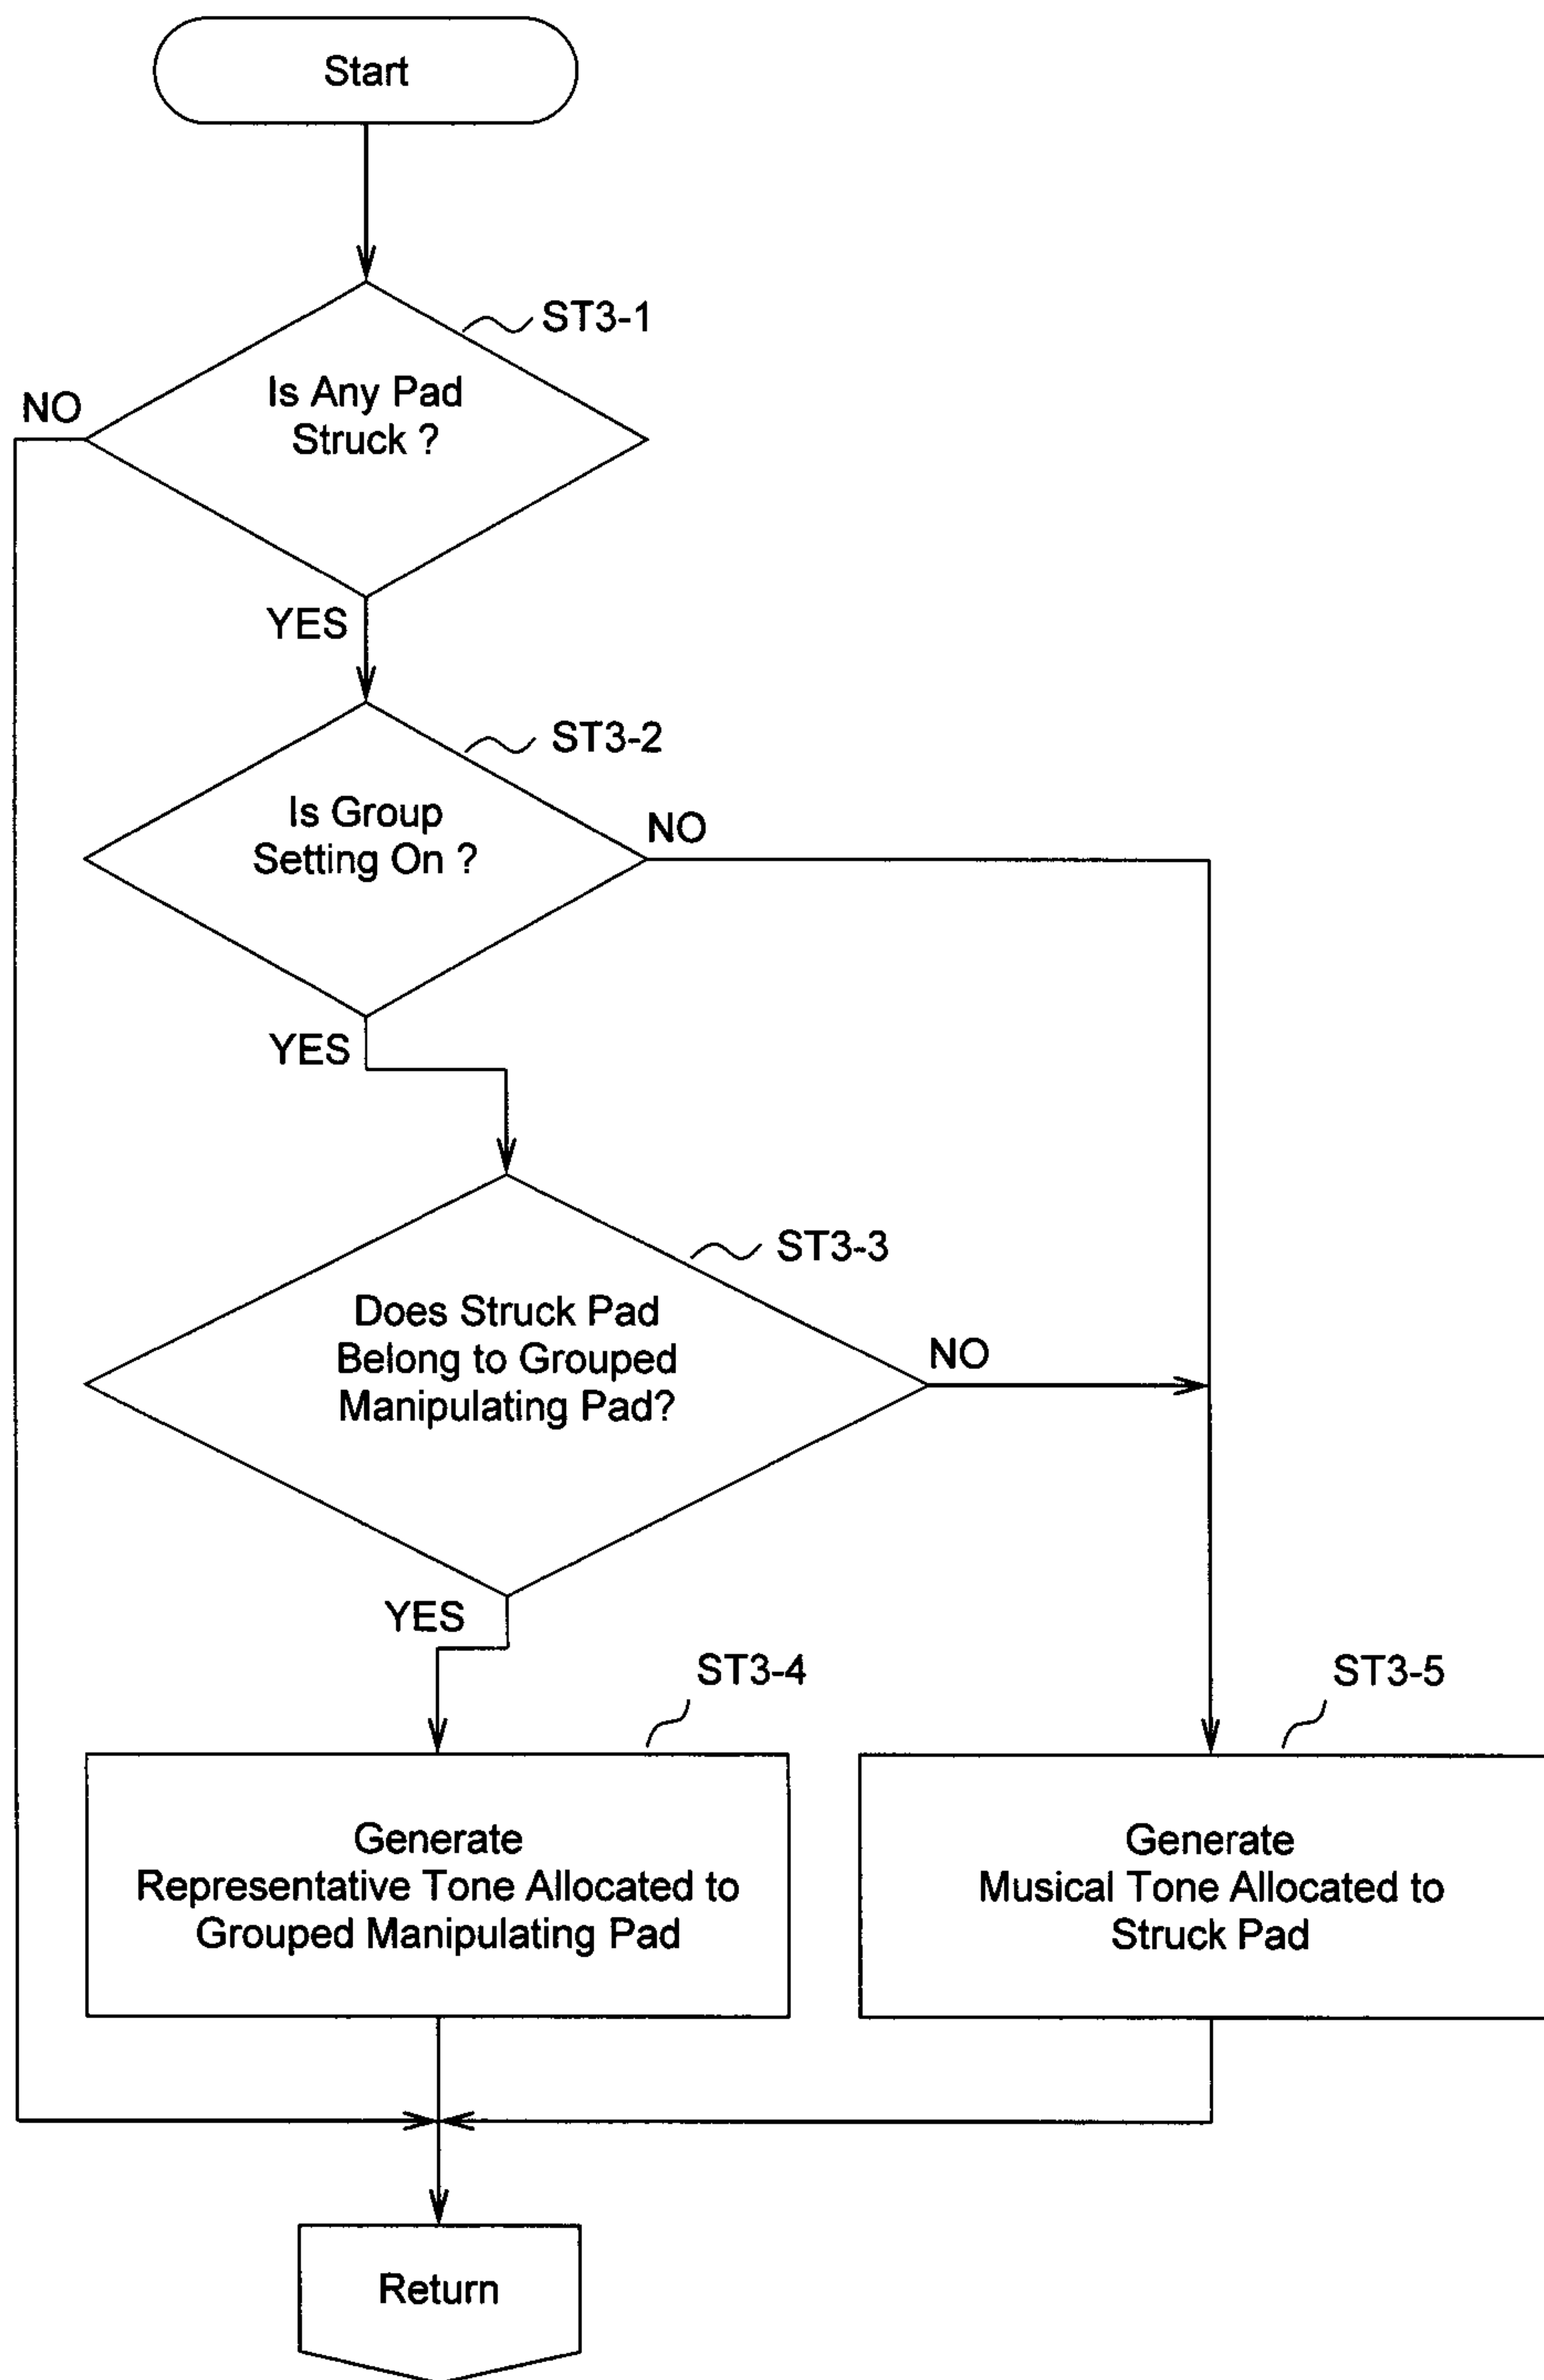 Start
ST3-1
Is Any Pad
Struck ?
NO
YES
ST3-2
Is Group
Setting On ?
NO
YES
ST3-3
Does Struck Pad
Belong to Grouped
Manipulating Pad?
NO
YES
ST3-4
ST3-5
Generate
Representative Tone Allocated to
Grouped Manipulating Pad
Generate
Musical Tone Allocated to
Struck Pad
Return